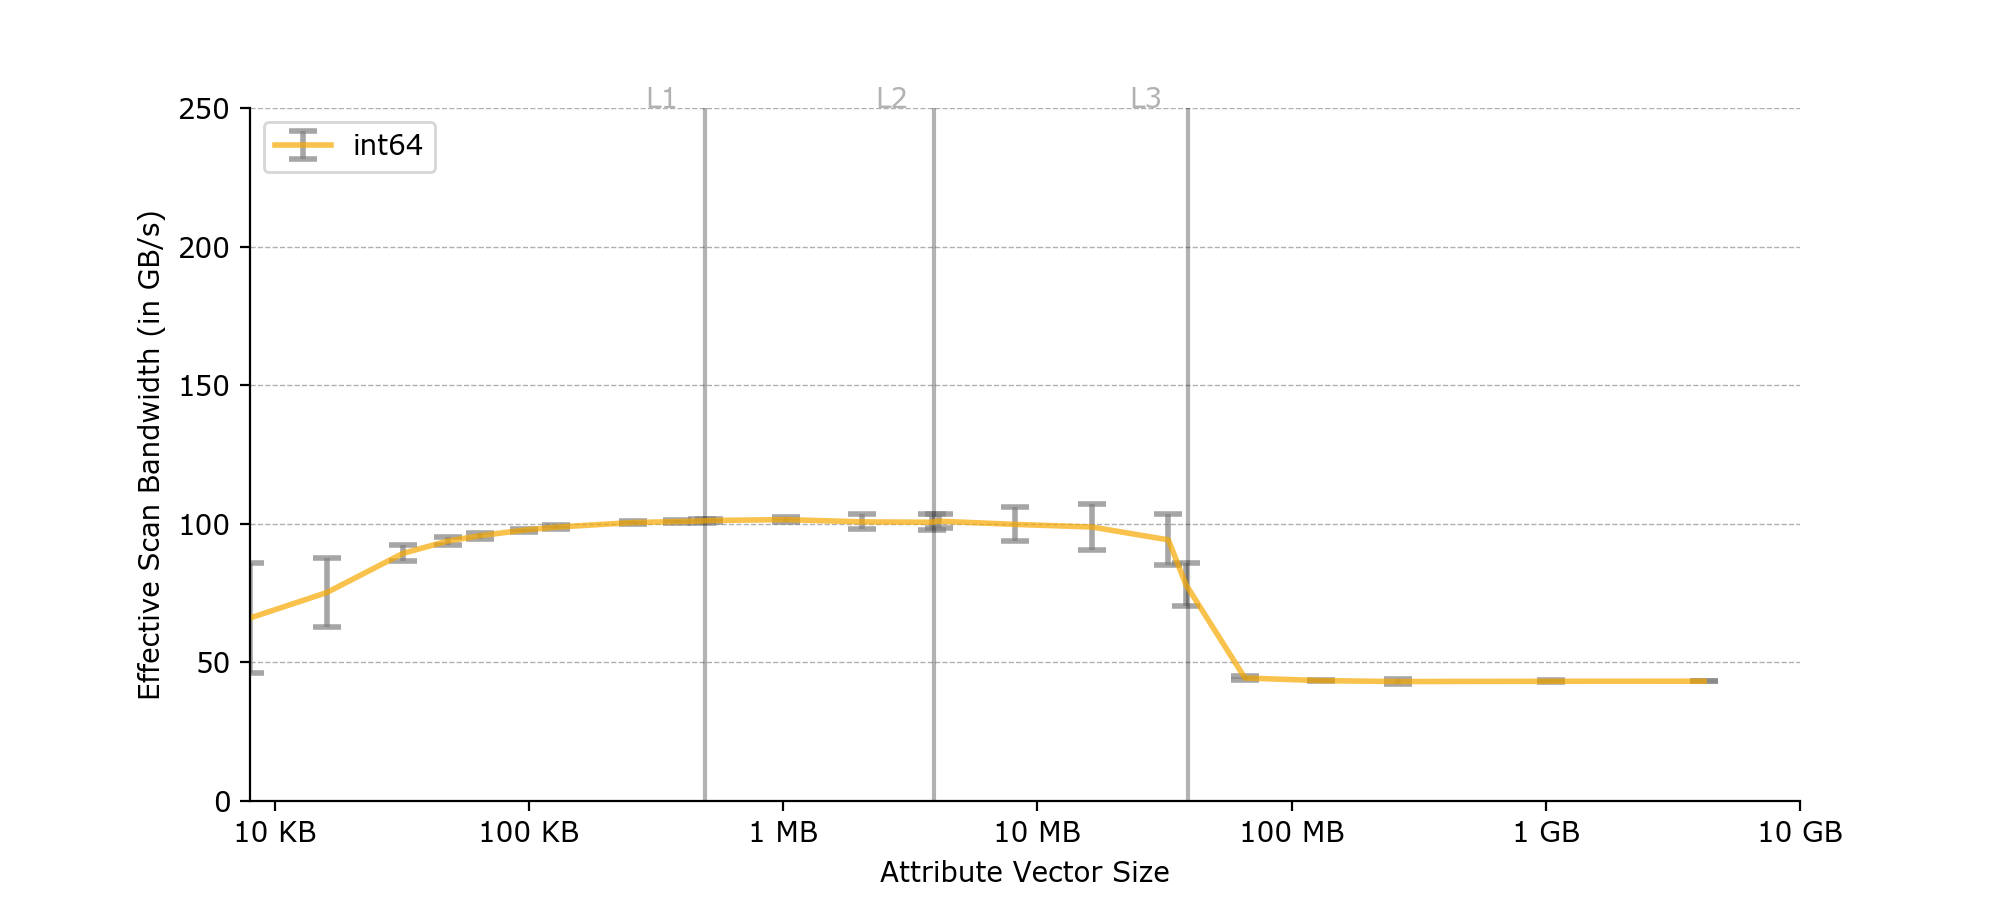 L1 L2 L3
250
int64
200
150
100
50
0
Effective Scan Bandwidth (in GB/s)
10 KB 100 KB 1 MB 10 MB 100 MB 1 GB 10 GB
Attribute Vector Size